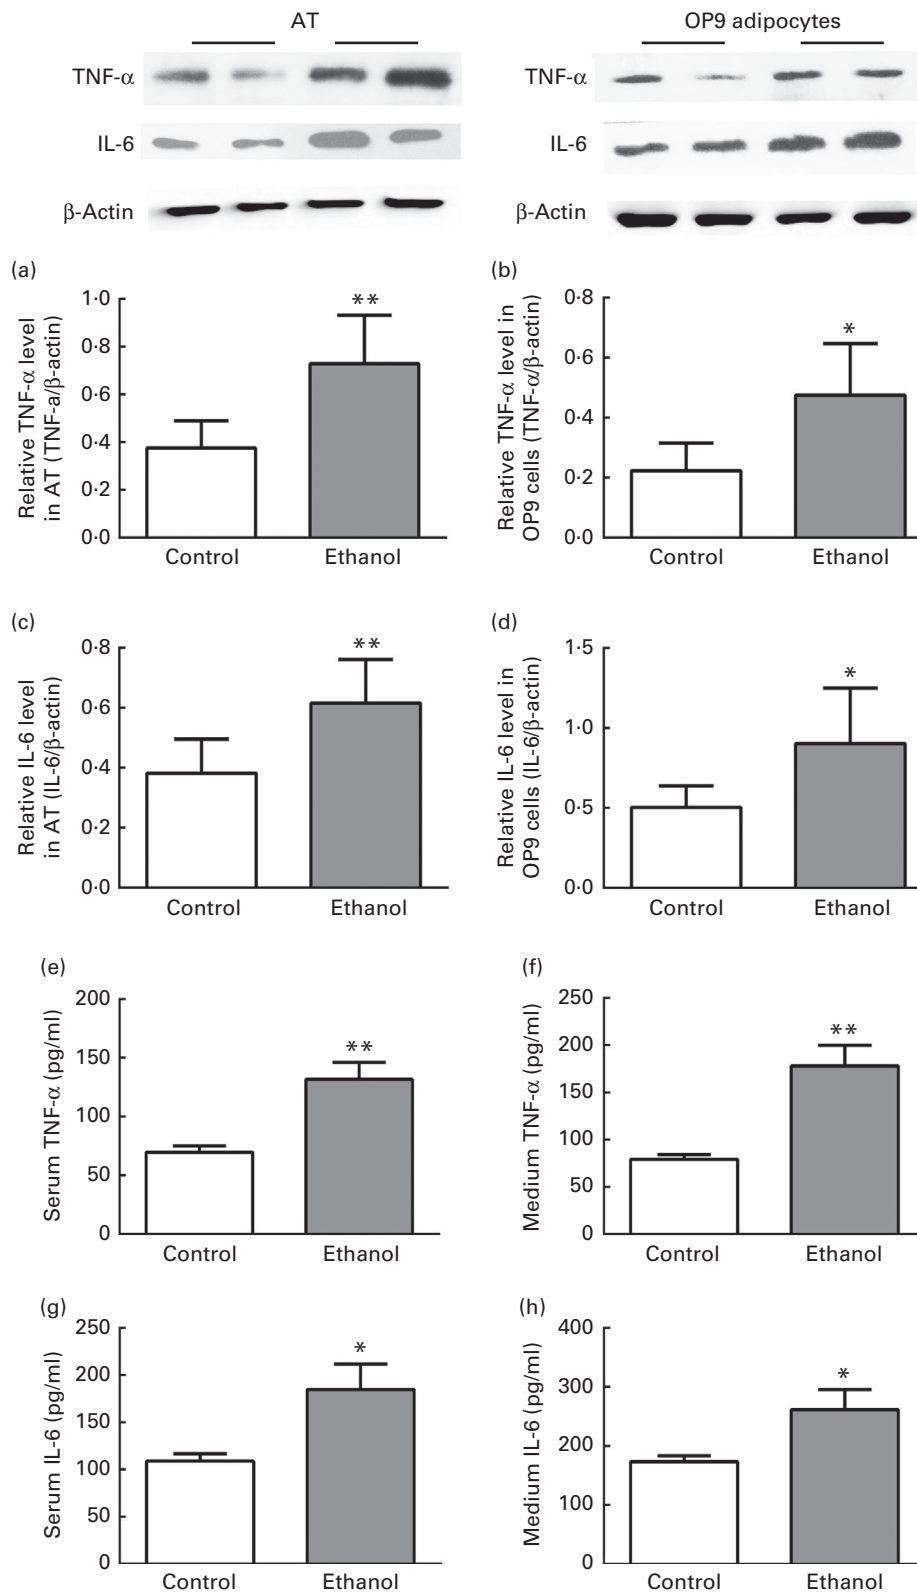 AT
OP9 adipocytes
TNF-α
TNF-α
IL-6
IL-6
β-Actin
β-Actin
(a)
Relative TNF-α level
in AT (TNF-a/β-actin)
1·0
0·8
0·6
0·4
0·2
0·0
**
Control
Ethanol
(b)
Relative TNF-α level in
OP9 cells (TNF-α/β-actin)
0·8
0·6
0·4
0·2
0·0
*
Control
Ethanol
(c)
Relative IL-6 level
in AT (IL-6/β-actin)
0·8
0·6
0·4
0·2
0·0
**
Control
Ethanol
(d)
Relative IL-6 level in
OP9 cells (IL-6/β-actin)
1·5
1·0
0·5
0·0
*
Control
Ethanol
(e)
Serum TNF-α (pg/ml)
200
150
100
50
0
**
Control
Ethanol
(f)
Medium TNF-α (pg/ml)
250
200
150
100
50
0
**
Control
Ethanol
(g)
Serum IL-6 (pg/ml)
250
200
150
100
50
0
*
Control
Ethanol
(h)
Medium IL-6 (pg/ml)
400
300
200
100
0
*
Control
Ethanol